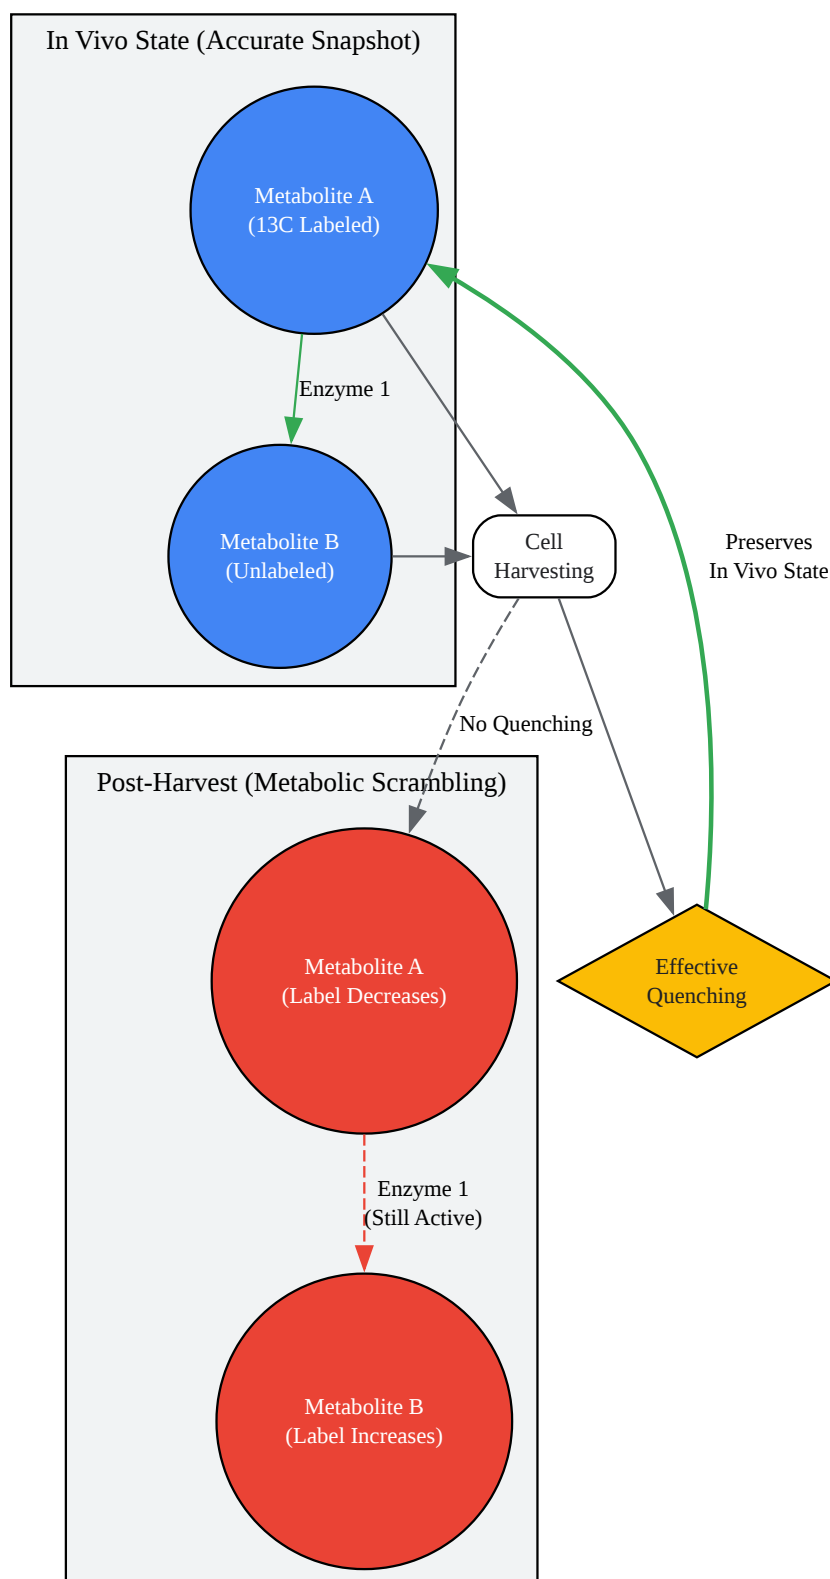 In Vivo State (Accurate Snapshot)
Metabolite A
(13C Labeled)
Enzyme 1
Metabolite B
(Unlabeled)
Cell
Harvesting
Preserves
In Vivo State
No Quenching
Post-Harvest (Metabolic Scrambling)
Metabolite A
(Label Decreases)
Effective
Quenching
Enzyme 1
(Still Active)
Metabolite B
(Label Increases)